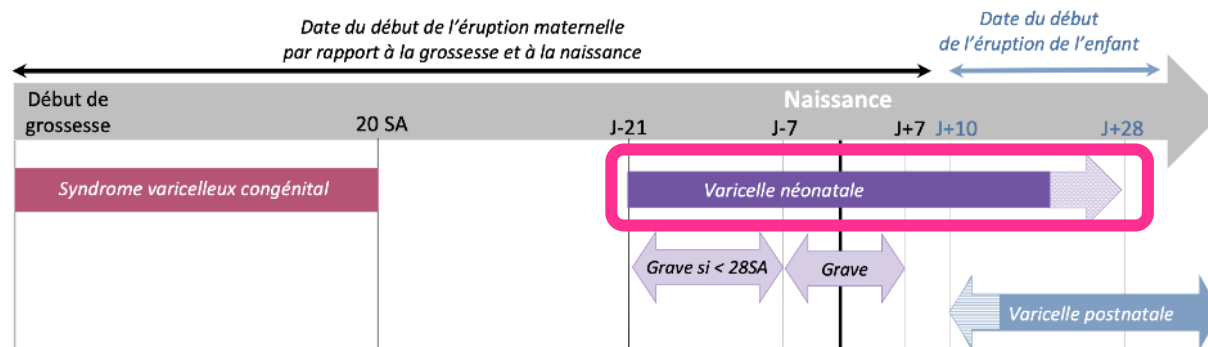 Date du début de l'éruption maternelle
par rapport à la grossesse et à la naissance
Date du début
de l'éruption de l'enfant
Début de
grossesse
20 SA
Naissance
J-21
J-7
J+7
J+10
J+28
Syndrome varicelleux congénital
Varicelle néonatale
Grave si < 28SA
Grave
Varicelle postnatale